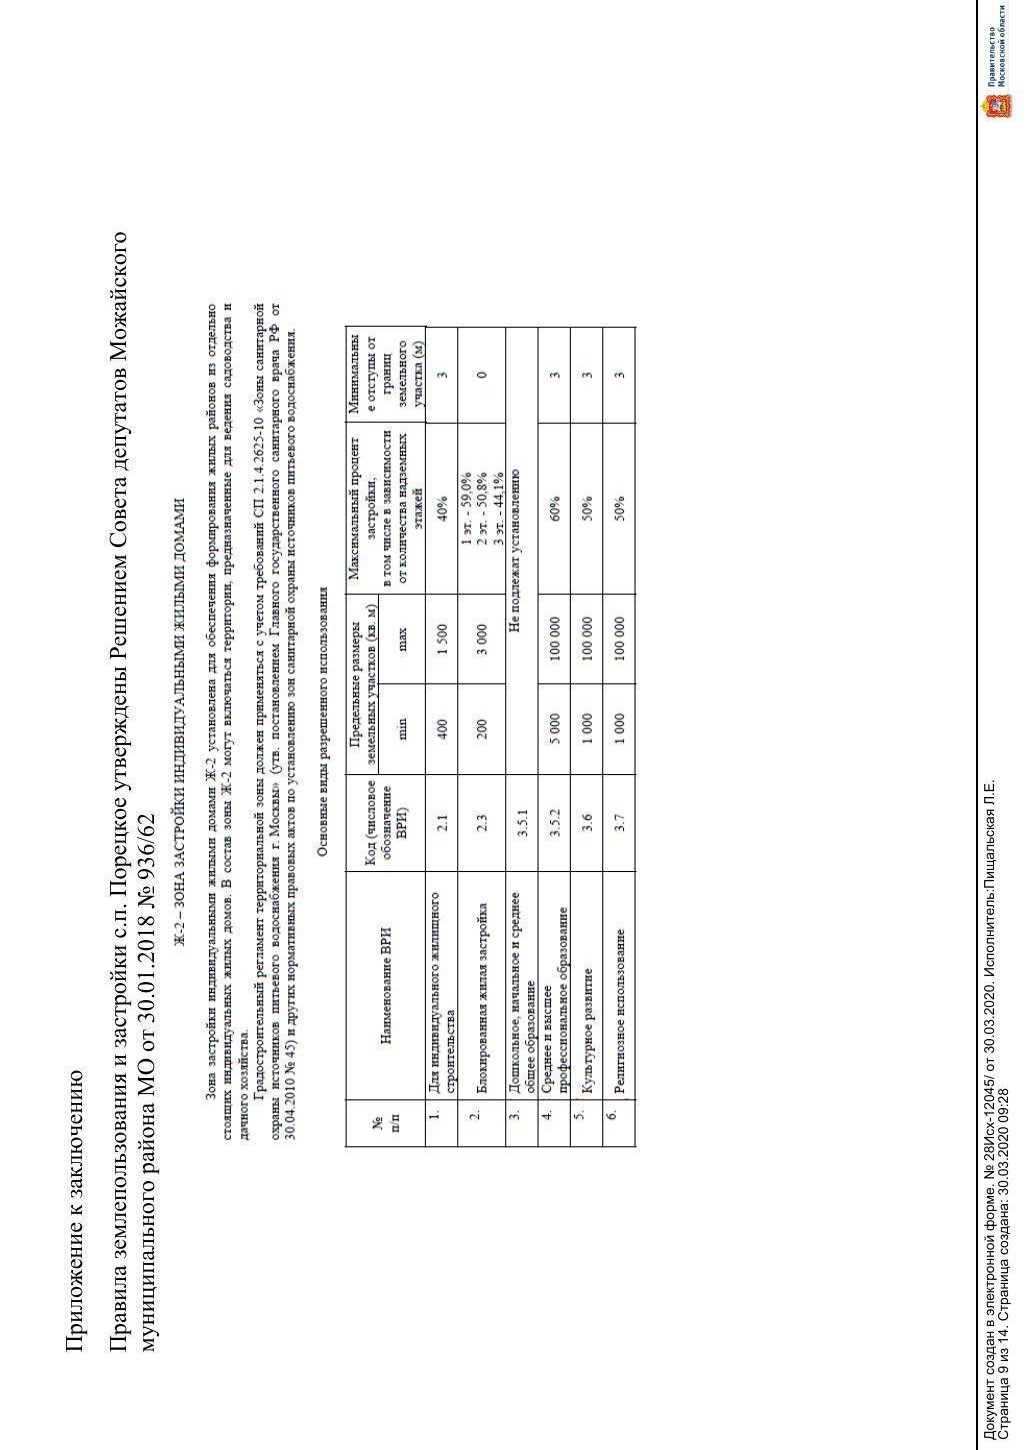 Приложение к заключению
Правила землепользования и застройки с.п. Порецкое утверждены Решением Совета депутатов Можайского
муниципального района МО от 30.01.2018 № 936/62
Ж-2 – ЗОНА ЗАСТРОЙКИ ИНДИВИДУАЛЬНЫМИ ЖИЛЫМИ ДОМАМИ
Зона застройки индивидуальными жилыми домами Ж-2 установлена для обеспечения формирования жилых районов из отдельно
стоящих индивидуальных жилых домов. В состав зоны Ж-2 могут включаться территории, предназначенные для ведения садоводства и
дачного хозяйства.
Градостроительный регламент территориальной зоны должен применяться с учетом требований СП 2.1.4.2625-10 «Зоны санитарной
охраны источников питьевого водоснабжения г. Москвы» (утв. постановлением Главного государственного санитарного врача РФ от
30.04.2010 № 45) и других нормативных правовых актов по установлению зон санитарной охраны источников питьевого водоснабжения.
Основные виды разрешенного использования
№
п/п
Наименование ВРИ
Код (числовое
обозначение
ВРИ)
Предельные размеры
земельных участков (кв. м)
min
max
Максимальный процент
застройки,
в том числе в зависимости
от количества надземных
этажей
Минимальны
е отступы от
границ
земельного
участка (м)
1. Для индивидуального жилищного
строительства
2.1 400 1 500 40% 3
2. Блокированная жилая застройка 2.3 200 3 000
1 эт. - 59,0%
2 эт. - 50,8%
3 эт. - 44,1%
0
3. Дошкольное, начальное и среднее
общее образование
3.5.1 Не подлежат установлению
4. Среднее и высшее
профессиональное образование
3.5.2 5 000 100 000 60% 3
5. Культурное развитие 3.6 1 000 100 000 50% 3
6. Религиозное использование 3.7 1 000 100 000 50% 3
Документ создан в электронной форме. № 28Исх-12045/ от 30.03.2020. Исполнитель:Пищальская Л.Е.
Страница 9 из 14. Страница создана: 30.03.2020 09:28
Правительство
Московской области